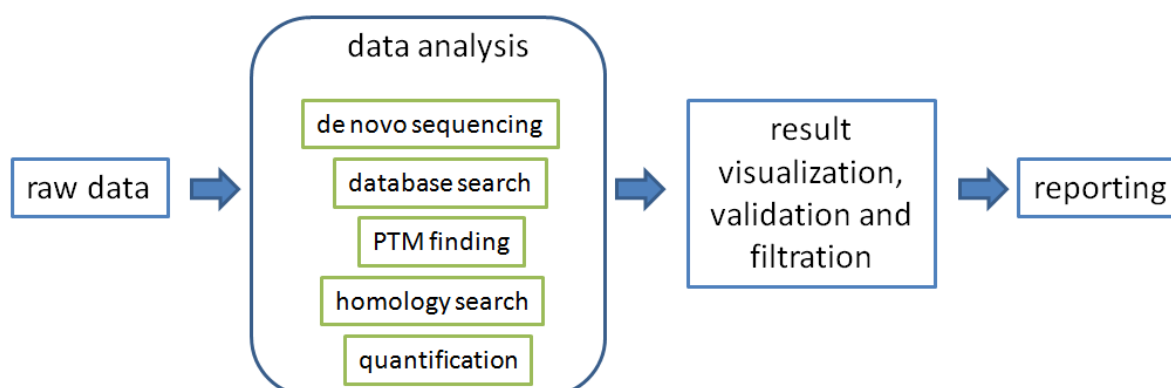 raw data
data analysis
de novo sequencing
database search
PTM finding
homology search
quantification
result
visualization,
validation and
filtration
reporting